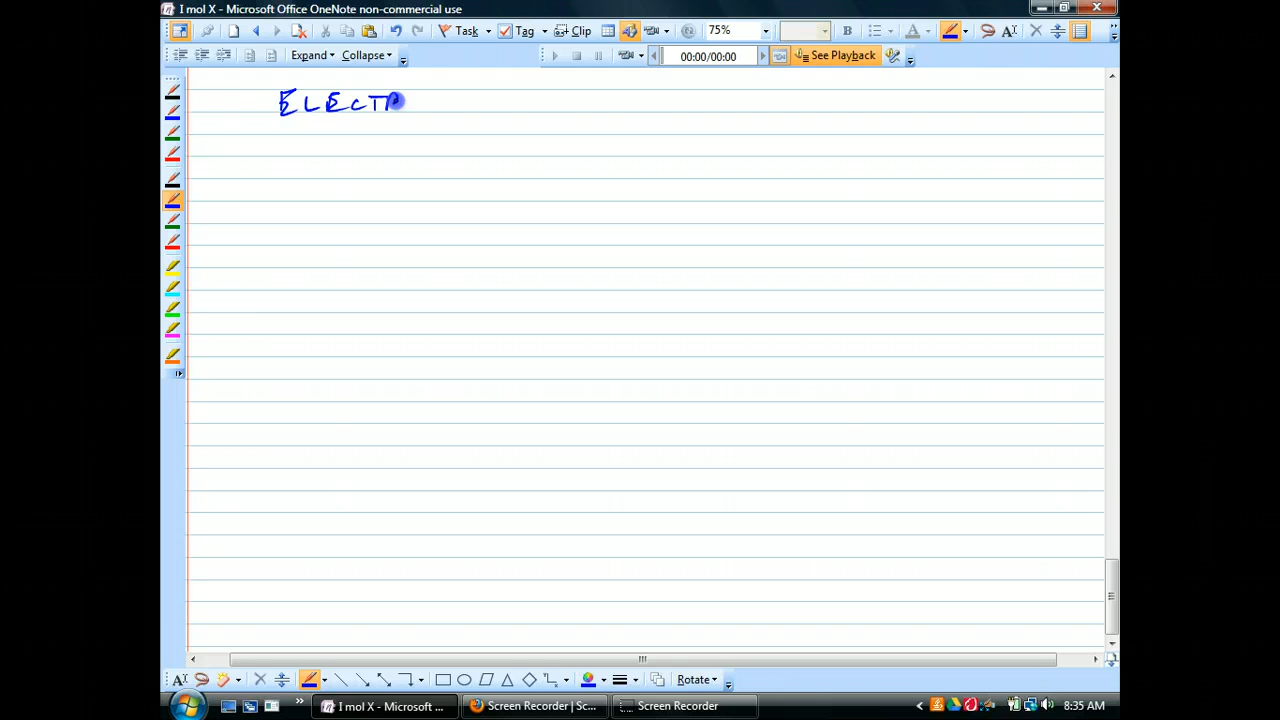 I mol X - Microsoft Office OneNote non-commercial use
Task Tag Clip 75% B A
Expand Collapse 00:00/00:00 See Playback
ELECTR
Rotate
I mol X - Microsoft ... Screen Recorder | Sc... Screen Recorder 8:35 AM